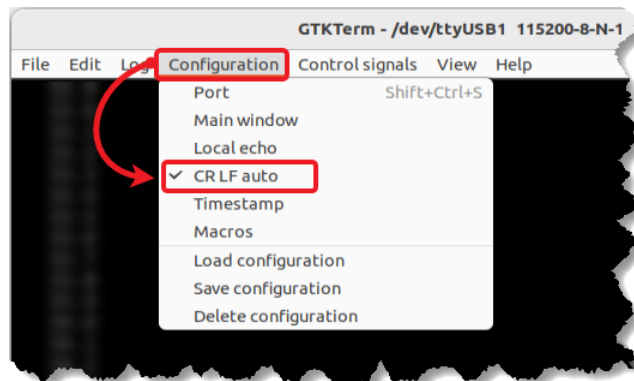 GTKTerm - /dev/ttyUSB1 115200-8-N-1
File Edit Log Configuration Control signals View Help
Port Shift+Ctrl+S
Main window
Local echo
✓ CR LF auto
Timestamp
Macros
Load configuration
Save configuration
Delete configuration